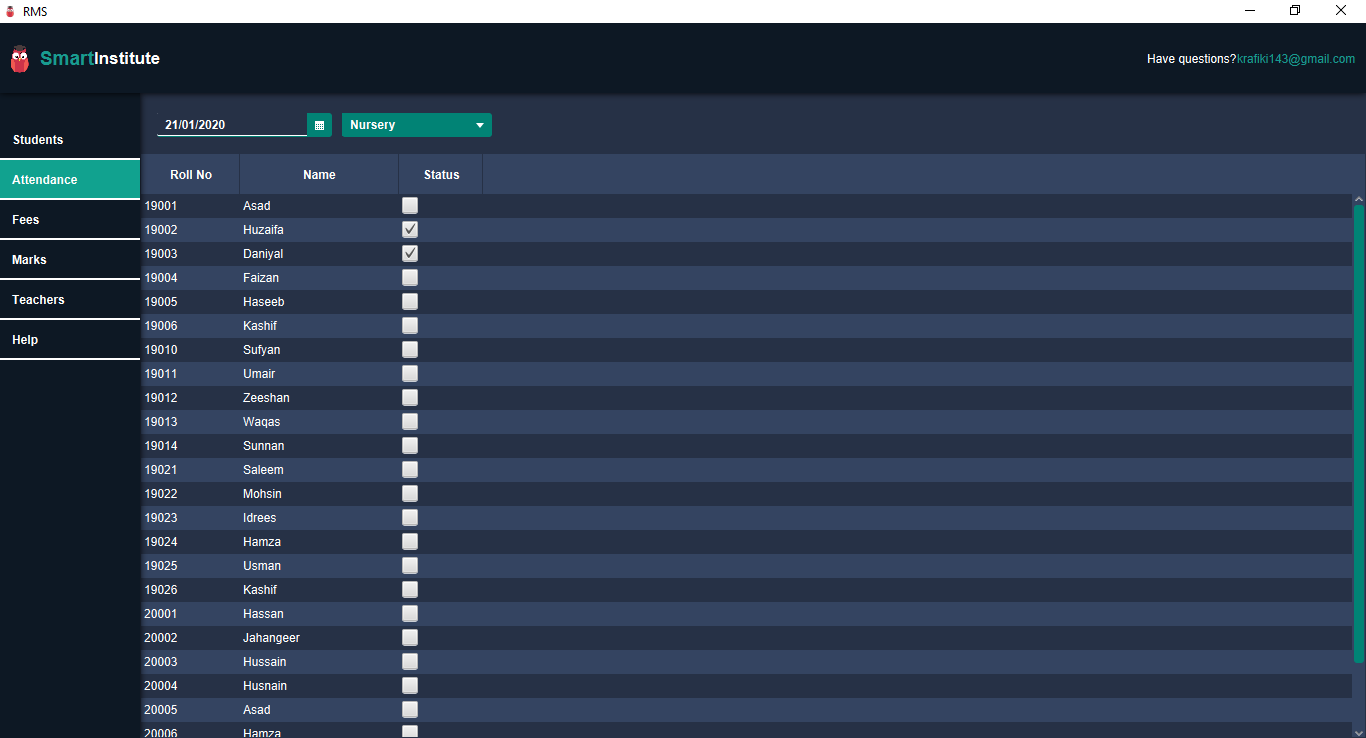 RMS
SmartInstitute
Have questions?krafiki143@gmail.com
21/01/2020
Nursery
Students
Attendance
Fees
Marks
Teachers
Help
Roll No Name Status
19001 Asad
19002 Huzaifa
19003 Daniyal
19004 Faizan
19005 Haseeb
19006 Kashif
19010 Sufyan
19011 Umair
19012 Zeeshan
19013 Waqas
19014 Sunnan
19021 Saleem
19022 Mohsin
19023 Idrees
19024 Hamza
19025 Usman
19026 Kashif
20001 Hassan
20002 Jahangeer
20003 Hussain
20004 Husnain
20005 Asad
20006 Hamza